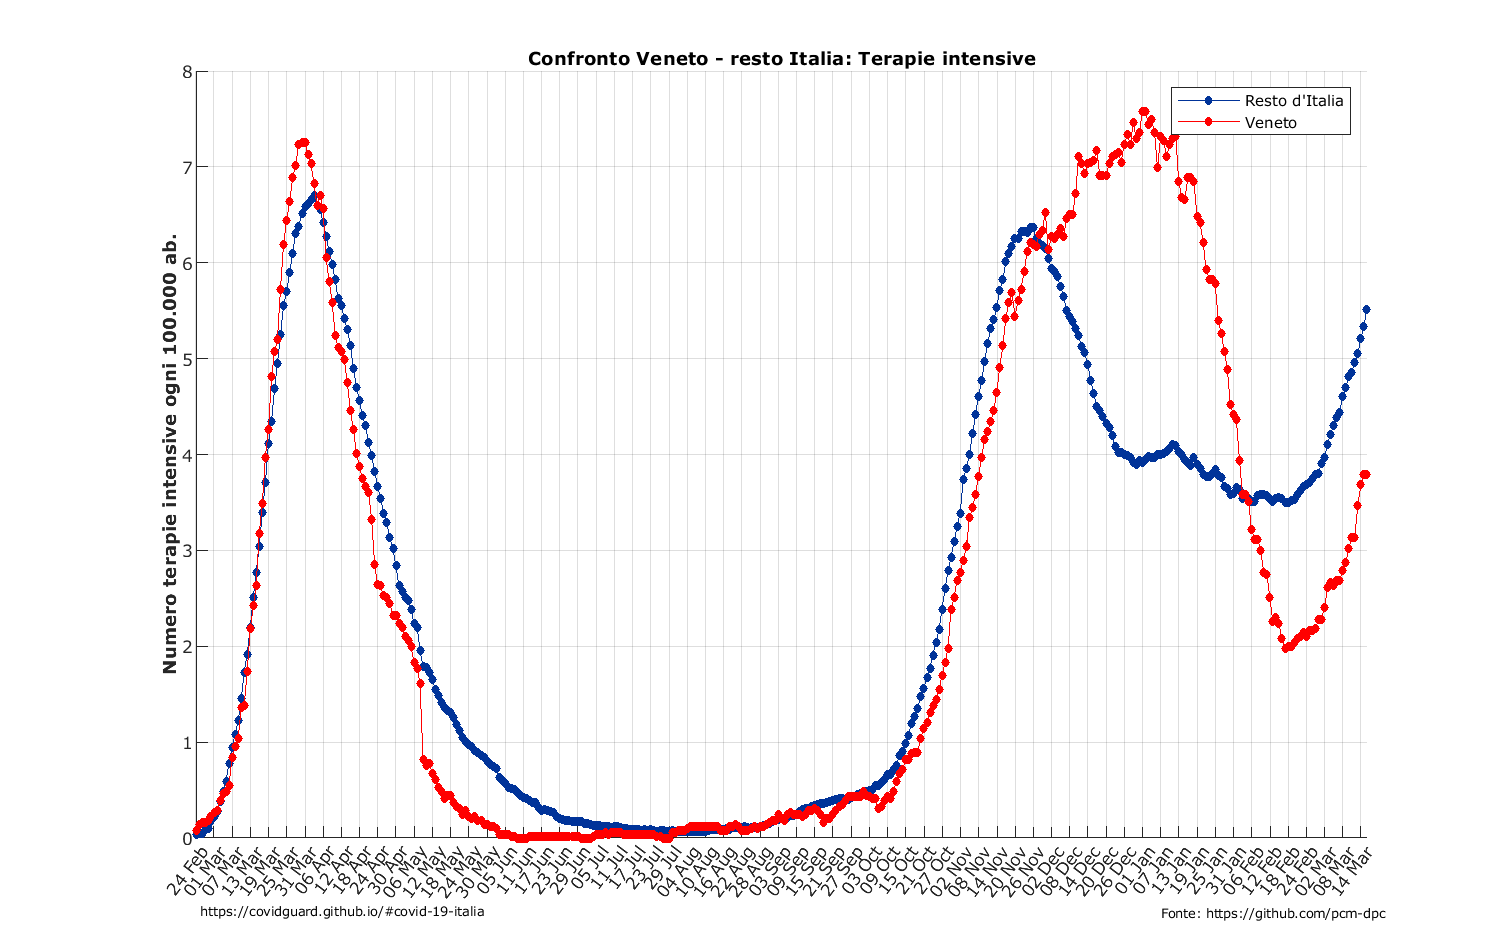 Confronto Veneto - resto Italia: Terapie intensive
Numero terapie intensive ogni 100.000 ab.
8
7
6
5
4
3
2
1
0
Resto d'Italia
Veneto
24 Feb
01 Mar
07 Mar
13 Mar
19 Mar
25 Mar
31 Mar
06 Apr
12 Apr
18 Apr
24 Apr
30 Apr
06 May
12 May
18 May
24 May
30 May
05 Jun
11 Jun
17 Jun
23 Jun
29 Jun
05 Jul
11 Jul
17 Jul
23 Jul
29 Jul
04 Aug
10 Aug
16 Aug
22 Aug
28 Aug
03 Sep
09 Sep
15 Sep
21 Sep
27 Sep
03 Oct
09 Oct
15 Oct
21 Oct
27 Oct
02 Nov
08 Nov
14 Nov
20 Nov
26 Nov
02 Dec
08 Dec
14 Dec
20 Dec
26 Dec
01 Jan
07 Jan
13 Jan
19 Jan
25 Jan
31 Jan
06 Feb
12 Feb
18 Feb
24 Feb
02 Mar
08 Mar
14 Mar
https://covidguard.github.io/#covid-19-italia
Fonte: https://github.com/pcm-dpc